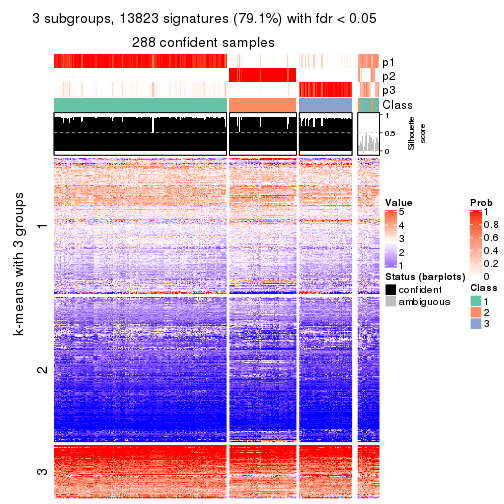 3 subgroups, 13823 signatures (79.1%) with fdr < 0.05
288 confident samples
p1
p2
p3
Class
1
0.5
0
Silhouette
score
k-means with 3 groups
1
2
3
Value
5
4
3
2
1
Status (barplots)
confident
ambiguous
Prob
1
0.8
0.6
0.4
0.2
0
Class
1
2
3